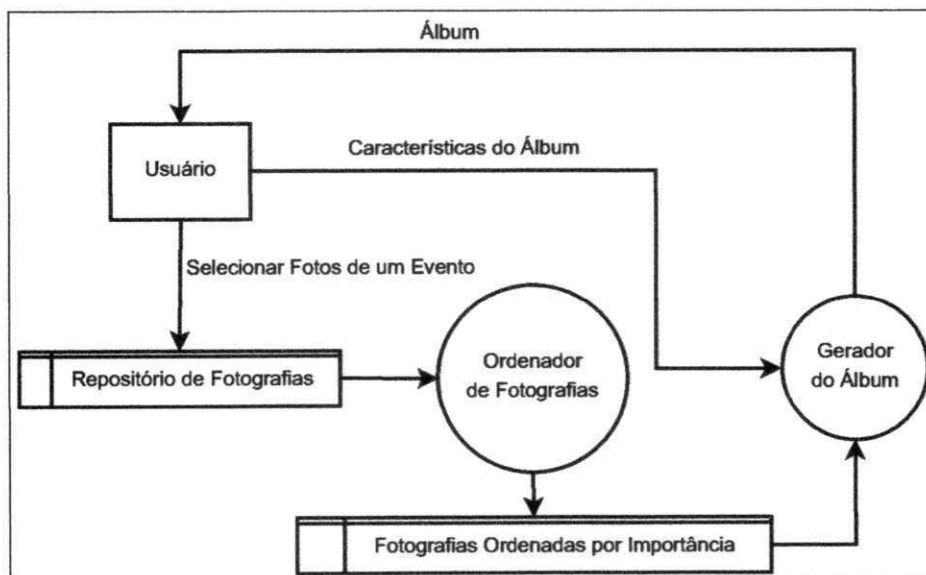 Álbum
Características do Álbum
Usuário
Selecionar Fotos de um Evento
Repositório de Fotografias
Ordenador
de Fotografias
Gerador
do Álbum
Fotografias Ordenadas por Importância